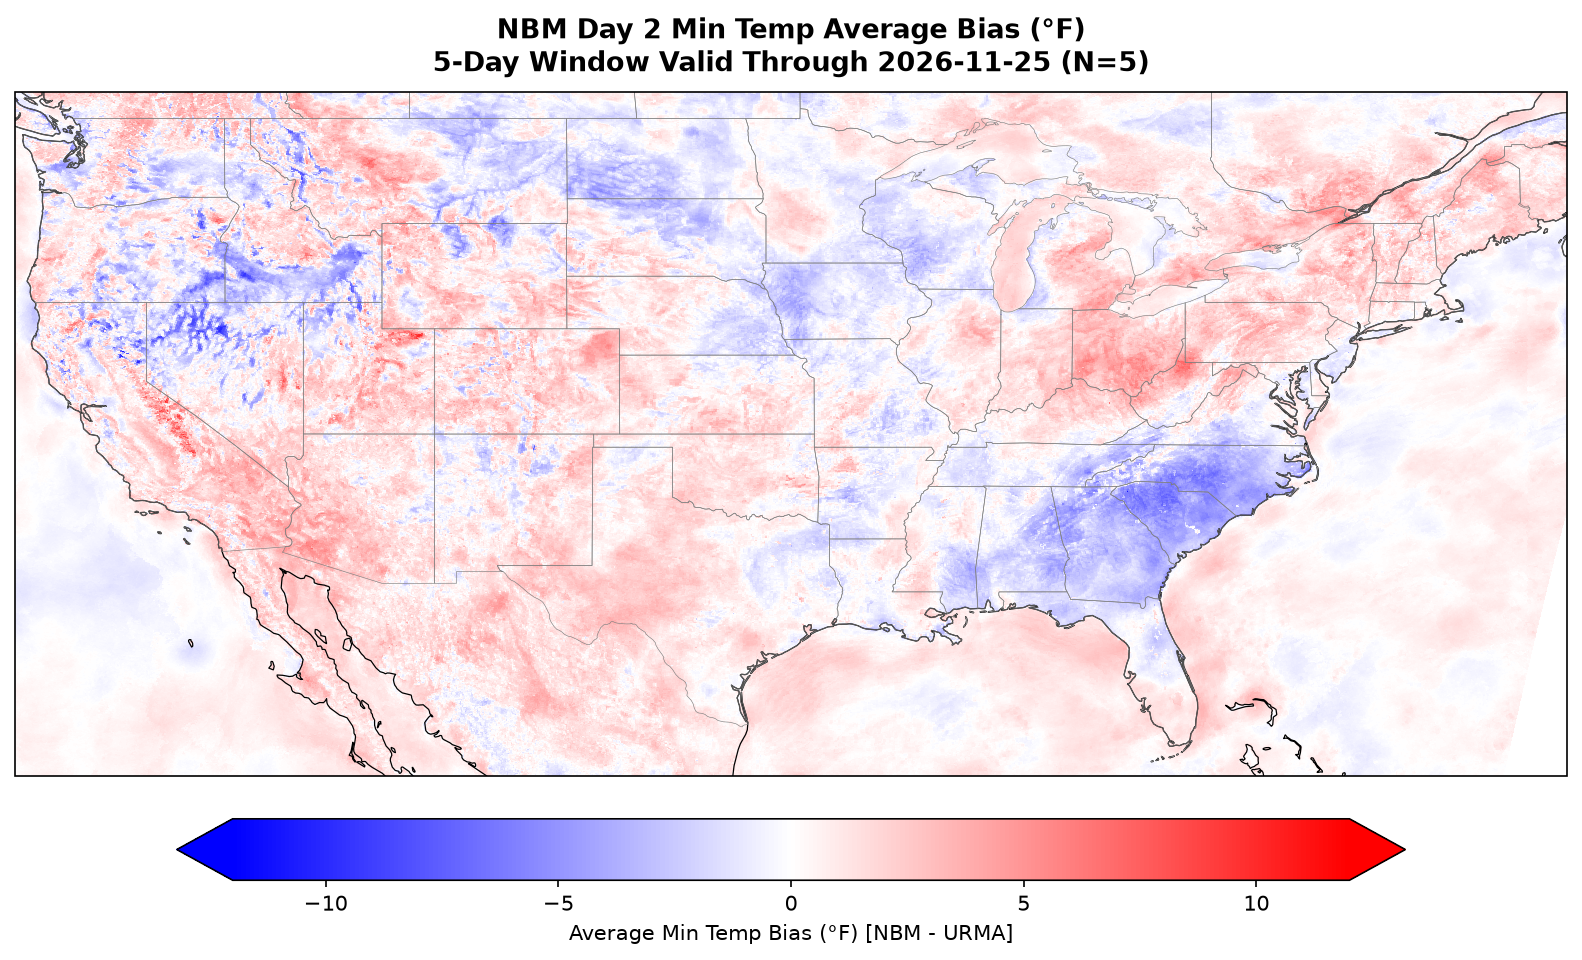 NBM Day 2 Min Temp Average Bias (°F)
5-Day Window Valid Through 2026-11-25 (N=5)
−10 −5 0 5 10
Average Min Temp Bias (°F) [NBM - URMA]